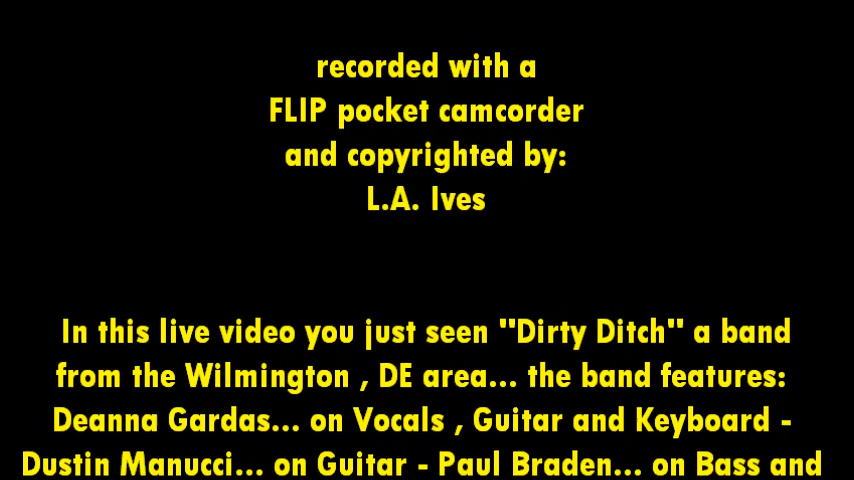 recorded with a
FLIP pocket camcorder
and copyrighted by:
L.A. Ives
In this live video you just seen "Dirty Ditch" a band
from the Wilmington , DE area... the band features:
Deanna Gardas... on Vocals , Guitar and Keyboard -
Dustin Manucci... on Guitar - Paul Braden... on Bass and